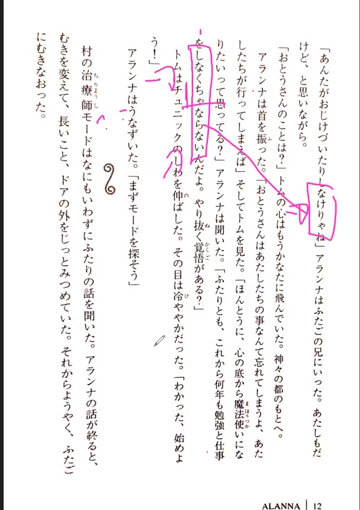 「あんたがおじけづいたりしなけりゃね」アランナはふたごの兄にいった。あたしもだ
けど、と思いながら。
「おとうさんのことは？」トムの心はもうかなたに飛んでいた。神々の都のもとへ。
アランナは首を振った。「おとうさんはあたしたちの事なんて忘れてしまうよ、あた
したちが行ってしまえば」そしてトムを見た。「ほんとうに、心の底から魔法使いにな
りたいって思ってる？」アランナは聞いた。「ふたりとも、これから何年も勉強と仕事
をしなくちゃならないんだよ。やり抜く覚悟がある？」
トムはチュニックのしわを伸ばした。その目は冷ややかだった。「わかった、始めよ
う！」
アランナはうなずいた。「まずモードを探そう」
村の治療師モードはなにもいわずにふたりの話を聞いた。アランナの話が終ると、
むきを変えて、長いこと、ドアの外をじっとみつめていた。それからようやく、ふたご
にむきなおった。
ALANNA | 12